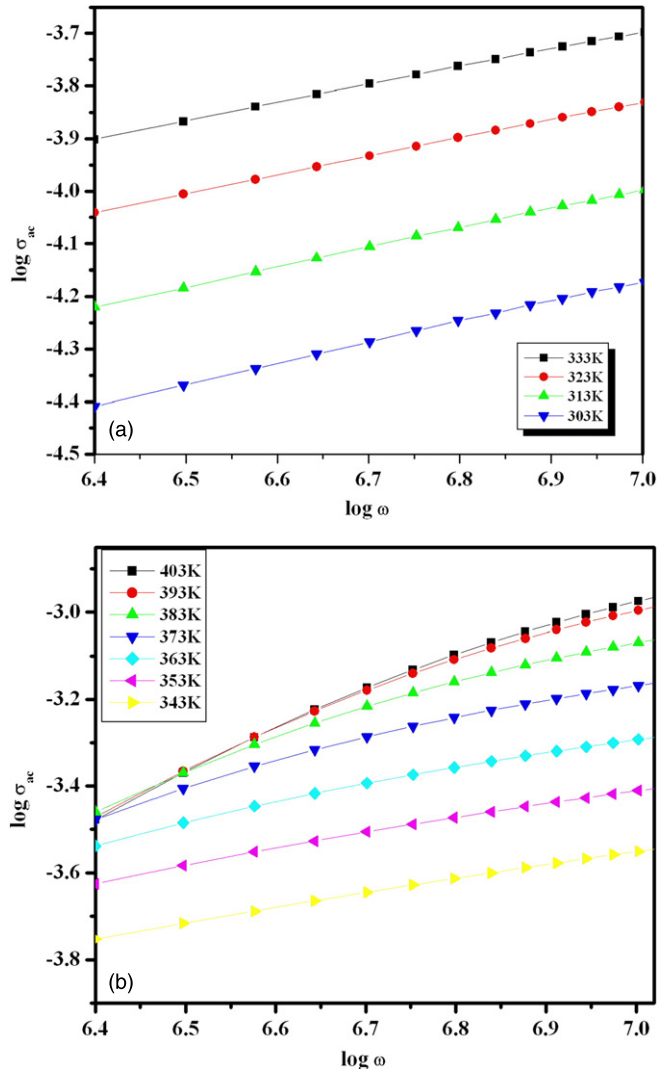 -3.7
-3.8
-3.9
-4.0
-4.1
-4.2
-4.3
-4.4
-4.5
log σac
(a)
333K
323K
313K
303K
6.4 6.5 6.6 6.7 6.8 6.9 7.0
log ω
403K
393K
383K
373K
363K
353K
343K
-3.0
-3.2
-3.4
-3.6
-3.8
log σac
(b)
6.4 6.5 6.6 6.7 6.8 6.9 7.0
log ω